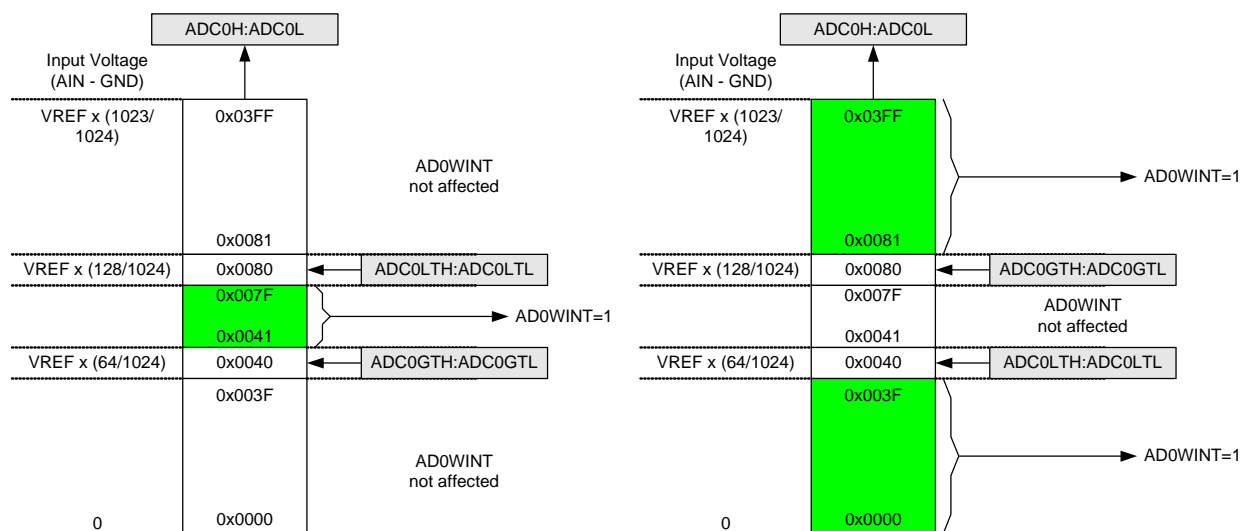 ADC0H:ADC0L
Input Voltage
(AIN - GND)
VREF x (1023/
1024)
0x03FF
AD0WINT
not affected
0x0081
VREF x (128/1024)
0x0080
ADC0LTH:ADC0LTL
0x007F
AD0WINT=1
0x0041
VREF x (64/1024)
0x0040
ADC0GTH:ADC0GTL
0x003F
AD0WINT
not affected
0
0x0000
ADC0H:ADC0L
Input Voltage
(AIN - GND)
VREF x (1023/
1024)
0x03FF
AD0WINT=1
0x0081
VREF x (128/1024)
0x0080
ADC0GTH:ADC0GTL
0x007F
AD0WINT
not affected
0x0041
VREF x (64/1024)
0x0040
ADC0LTH:ADC0LTL
0x003F
AD0WINT=1
0
0x0000